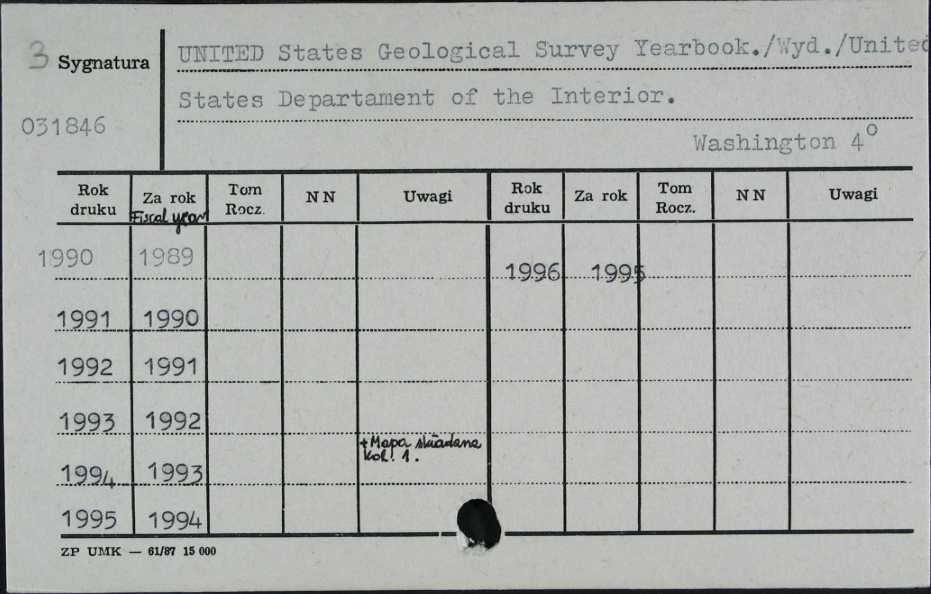 3 Sygnatura
031846
UNITED States Geological Survey Yearbook./Wyd./United
States Departament of the Interior.
Washington 4°
Rok druku Za rok Tom Rocz. N N Uwagi Rok druku Za rok Tom Rocz. N N Uwagi
Fiscal year
1990 1989 1996 1995
1991 1990
1992 1991
1993 1992
1994 1993 +Mapa składana
kol. 1.
1995 1994
ZP UMK — 61/87 15 000